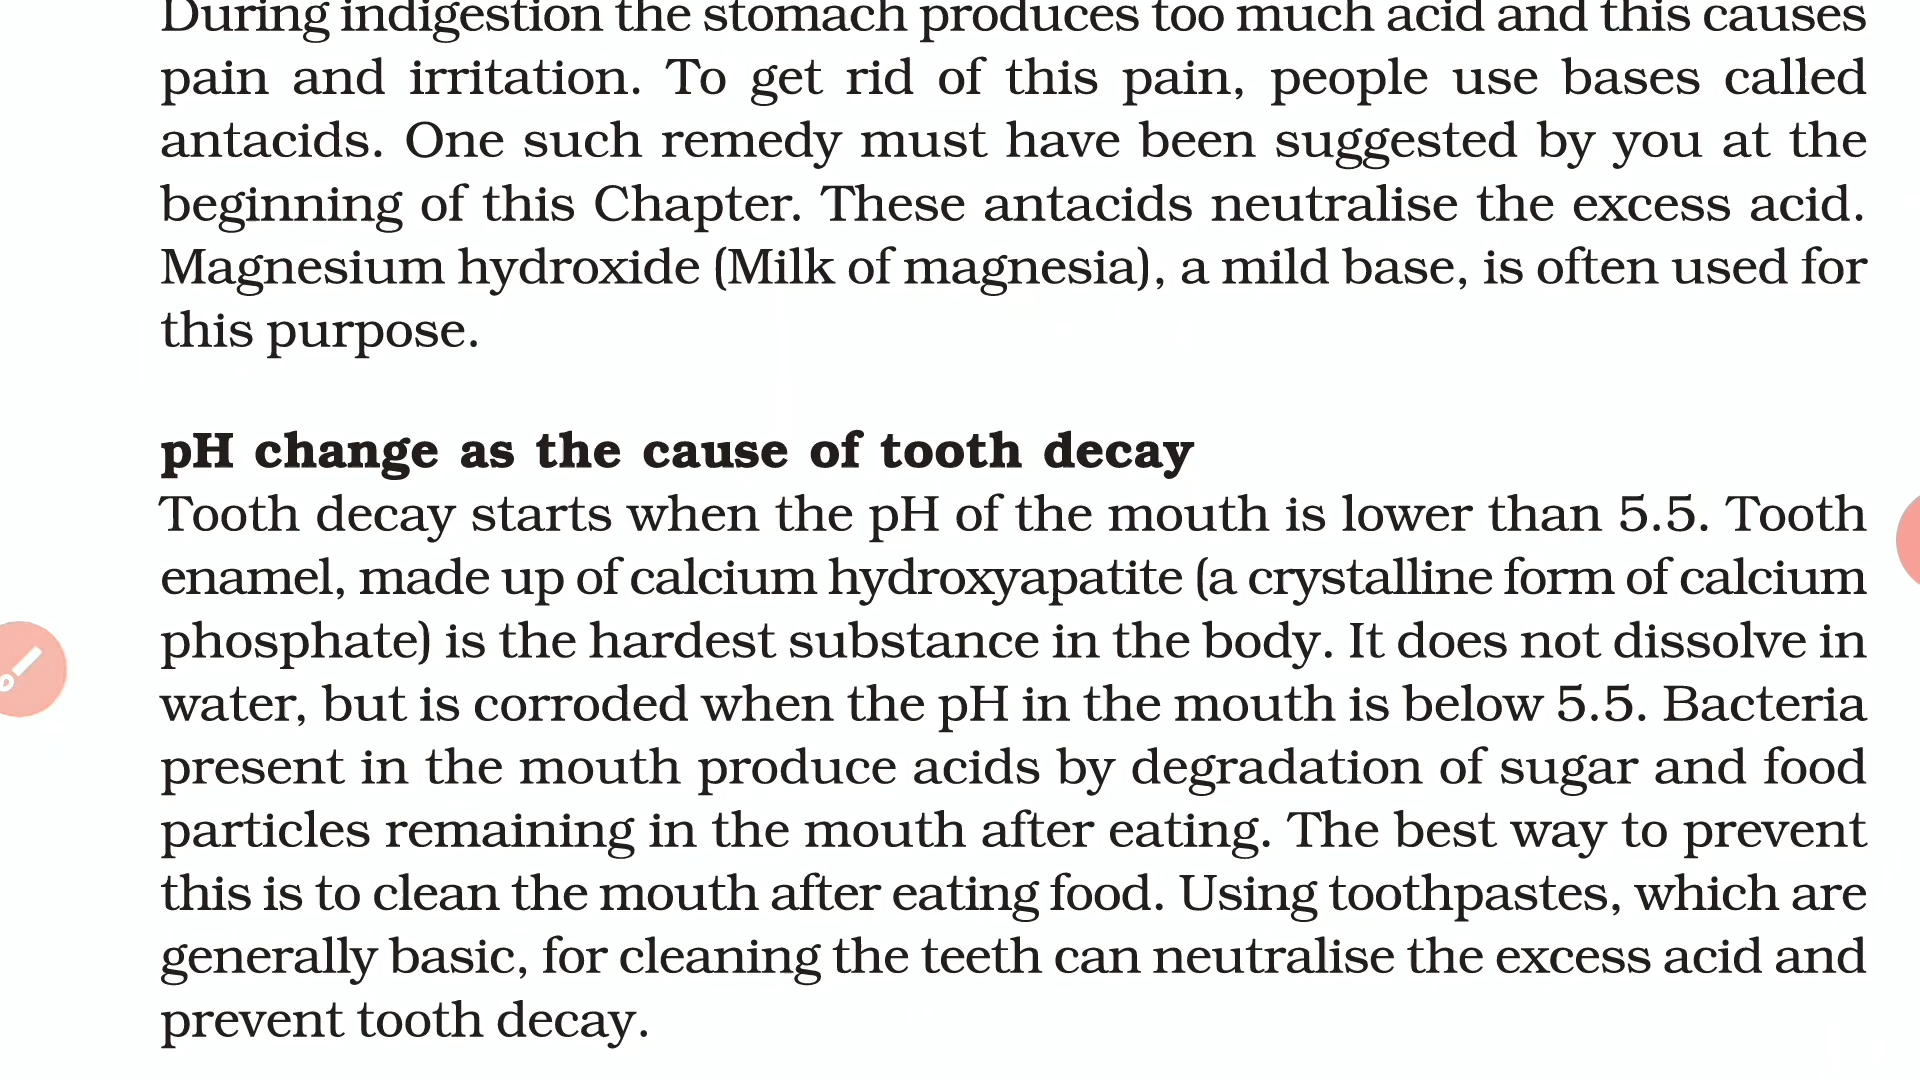 During indigestion the stomach produces too much acid and this causes
pain and irritation. To get rid of this pain, people use bases called
antacids. One such remedy must have been suggested by you at the
beginning of this Chapter. These antacids neutralise the excess acid.
Magnesium hydroxide (Milk of magnesia), a mild base, is often used for
this purpose.
pH change as the cause of tooth decay
Tooth decay starts when the pH of the mouth is lower than 5.5. Tooth
enamel, made up of calcium hydroxyapatite (a crystalline form of calcium
phosphate) is the hardest substance in the body. It does not dissolve in
water, but is corroded when the pH in the mouth is below 5.5. Bacteria
present in the mouth produce acids by degradation of sugar and food
particles remaining in the mouth after eating. The best way to prevent
this is to clean the mouth after eating food. Using toothpastes, which are
generally basic, for cleaning the teeth can neutralise the excess acid and
prevent tooth decay.